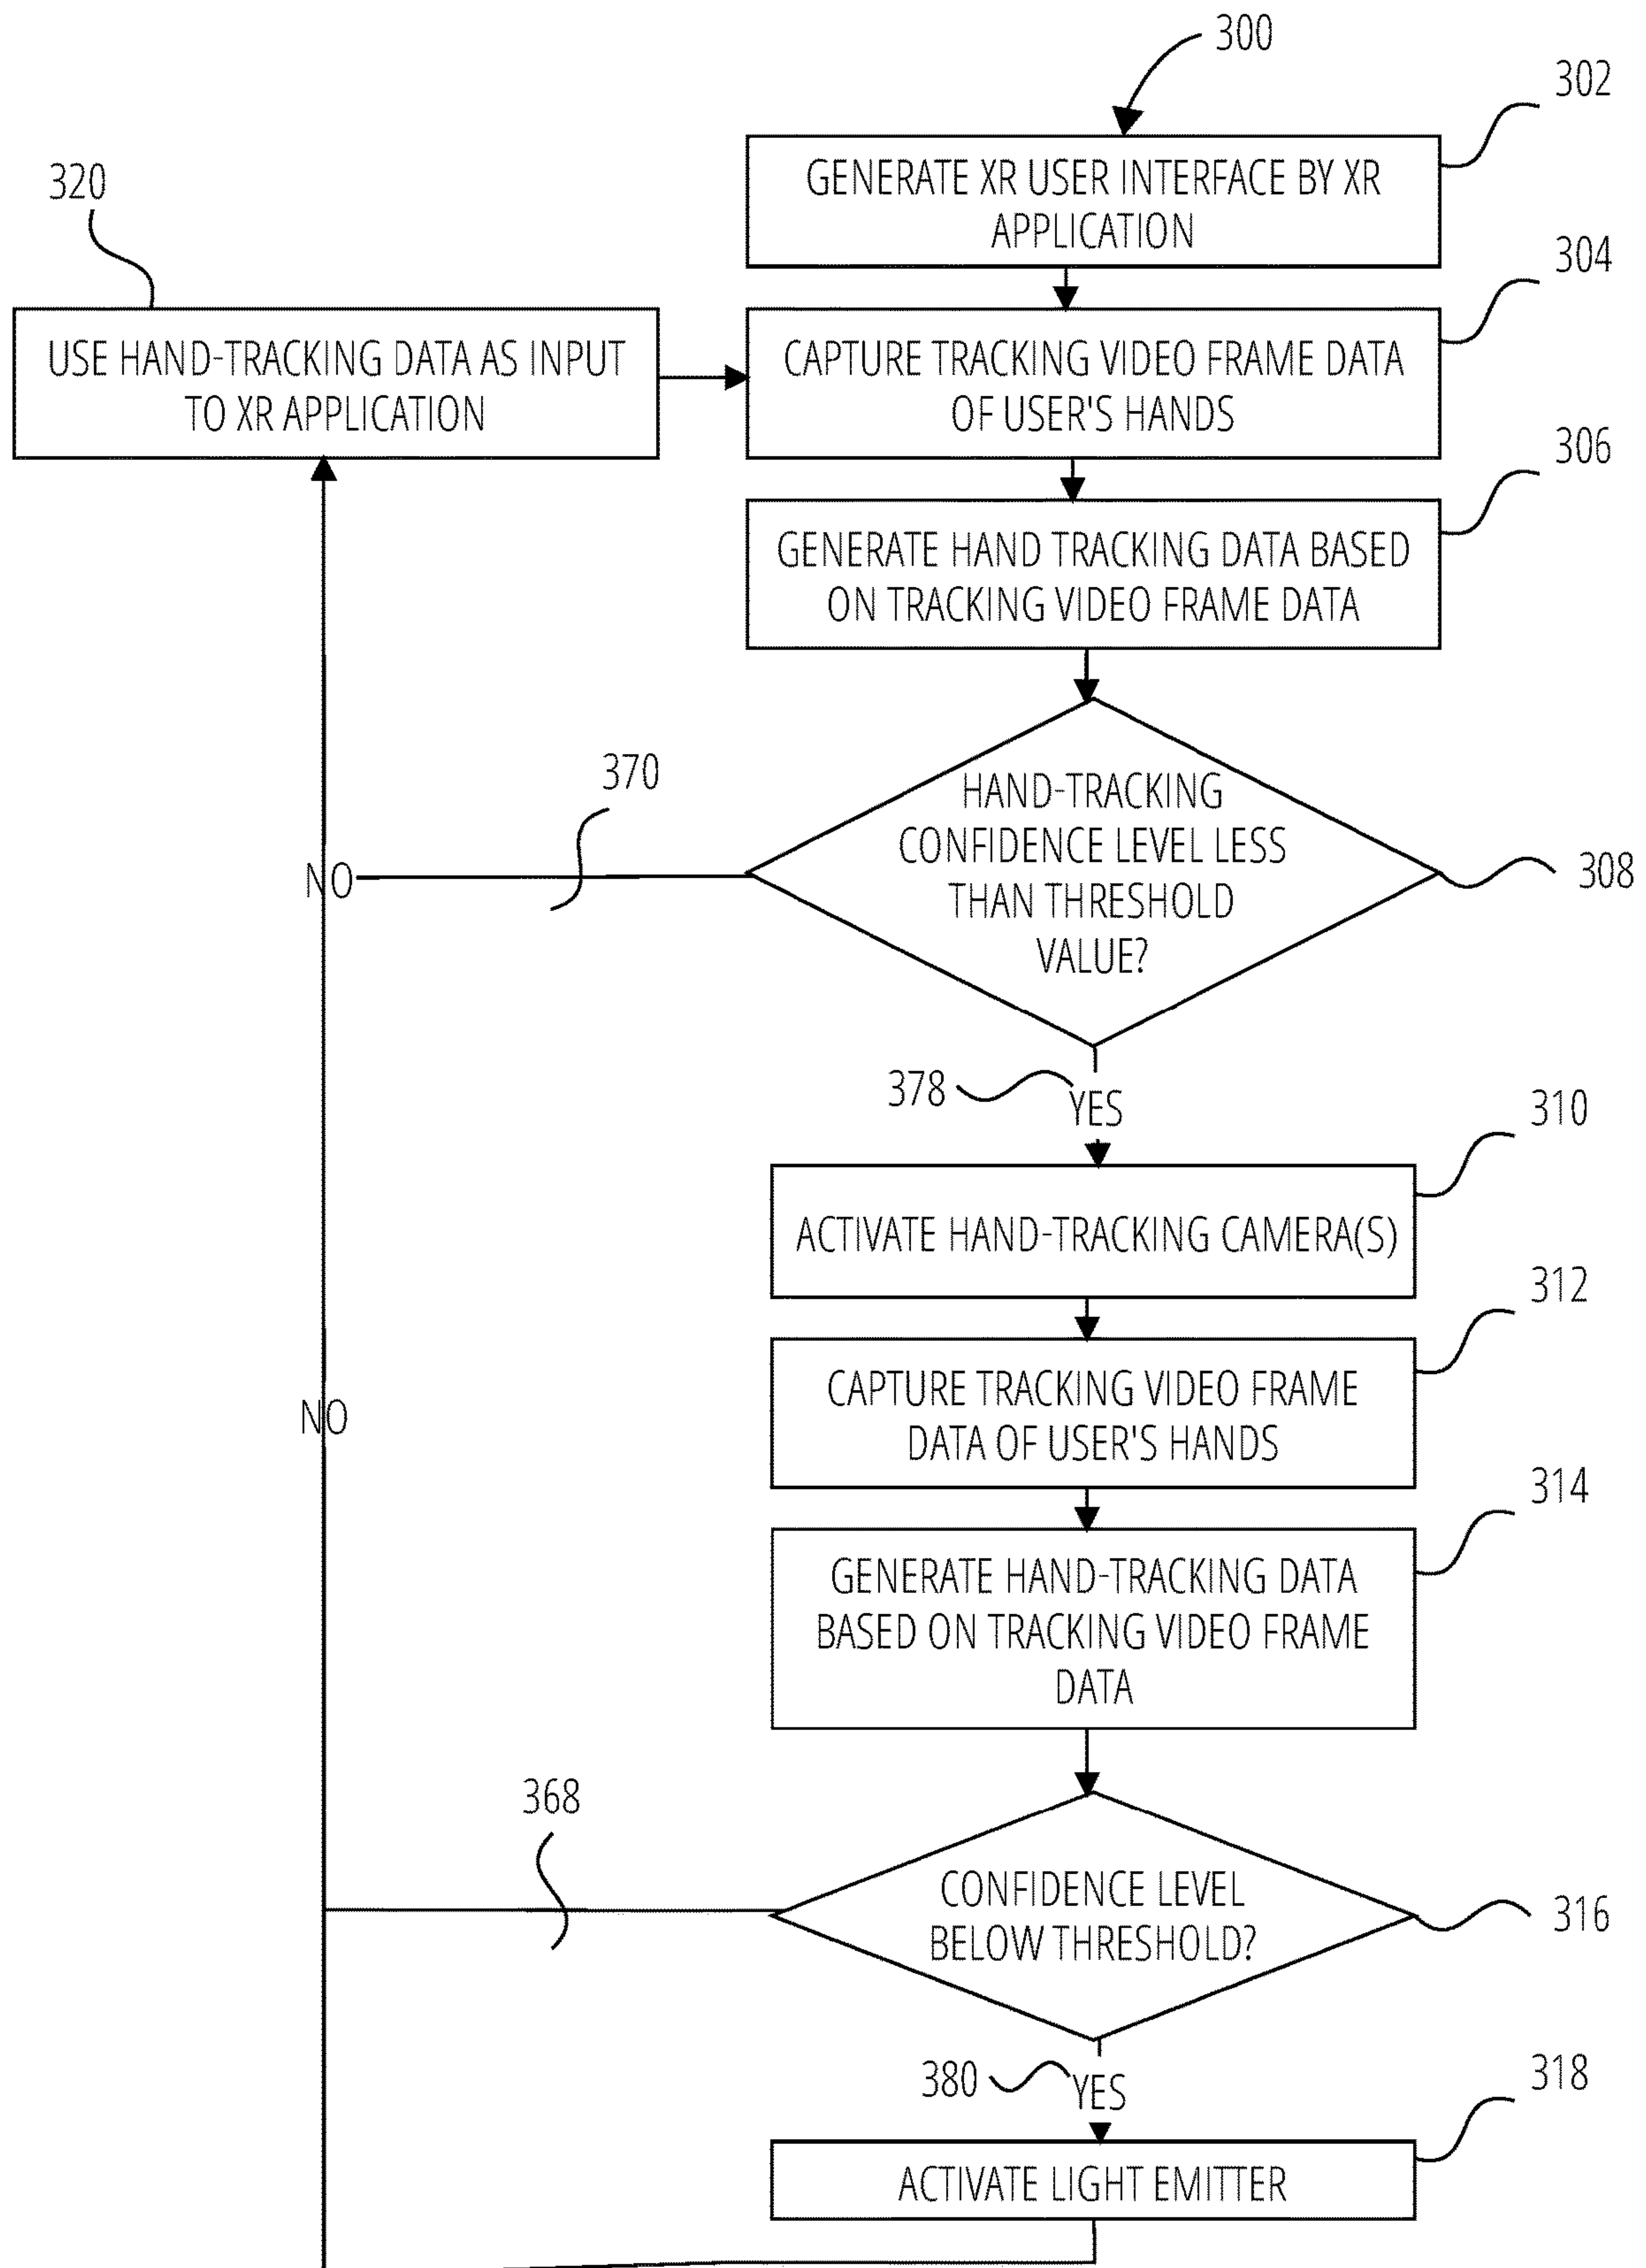 300
302
GENERATE XR USER INTERFACE BY XR
APPLICATION
320
304
USE HAND-TRACKING DATA AS INPUT
TO XR APPLICATION
CAPTURE TRACKING VIDEO FRAME DATA
OF USER'S HANDS
306
GENERATE HAND TRACKING DATA BASED
ON TRACKING VIDEO FRAME DATA
370
HAND-TRACKING
CONFIDENCE LEVEL LESS
THAN THRESHOLD
VALUE?
NO
308
378
YES
310
ACTIVATE HAND-TRACKING CAMERA(S)
312
CAPTURE TRACKING VIDEO FRAME
DATA OF USER'S HANDS
NO
314
GENERATE HAND-TRACKING DATA
BASED ON TRACKING VIDEO FRAME
DATA
368
CONFIDENCE LEVEL
BELOW THRESHOLD?
316
380
YES
318
ACTIVATE LIGHT EMITTER